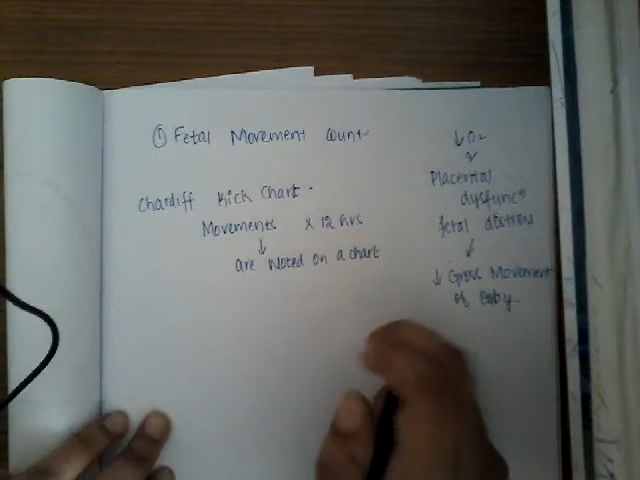 ① Fetal Movement Count
Chardiff Kick Chart.
Movements x 12 hrs
↓
are Noted on a chart
↓ O2
Placential
dysfunc?
fetal distress
↓
↓ Gross Movement
of Baby.